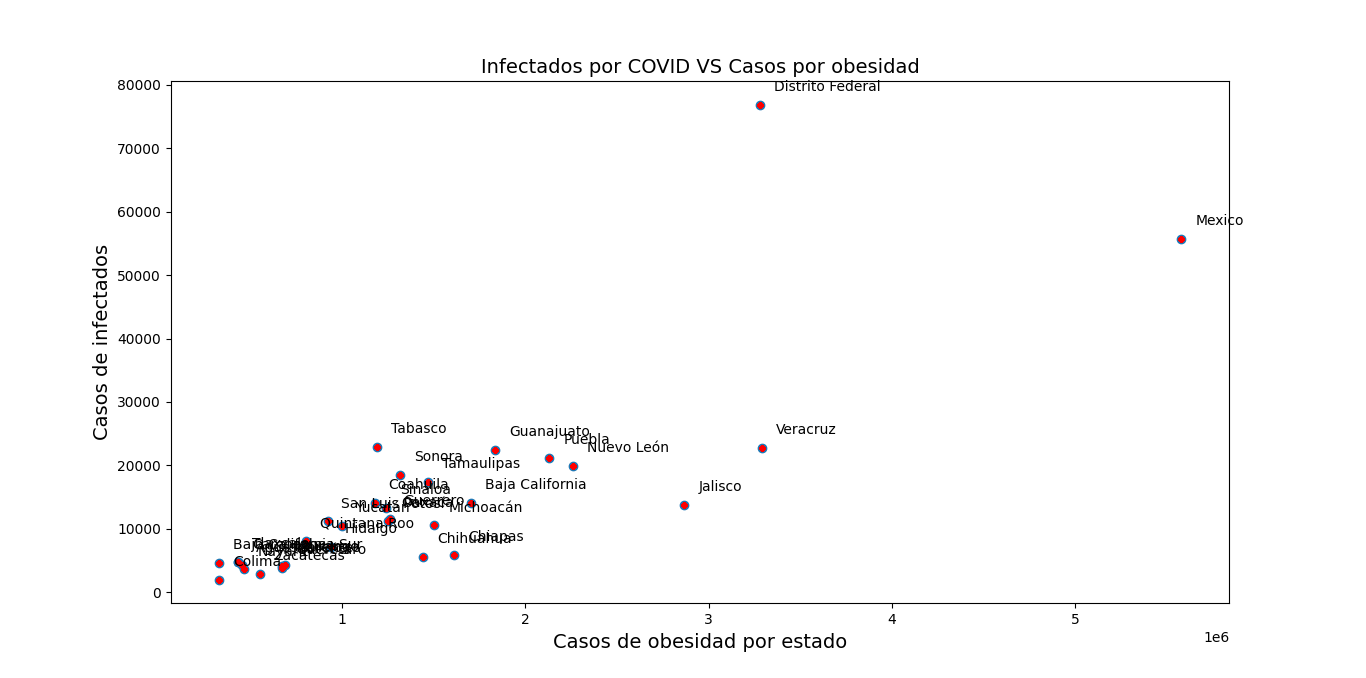 Infectados por COVID VS Casos por obesidad
80000
70000
60000
50000
40000
30000
20000
10000
0
Casos de infectados
Distrito Federal
Mexico
Tabasco
Guanajuato
Puebla
Nuevo León
Veracruz
Sonora
Tamaulipas
Coahuila
Sinaloa
Baja California
Jalisco
San Luis Potosí
Guerrero
Yucatán
Michoacán
Quintana Roo
Hidalgo
Chihuahua
Chiapas
Zacatecas
Colima
1
2
3
4
5
1e6
Casos de obesidad por estado